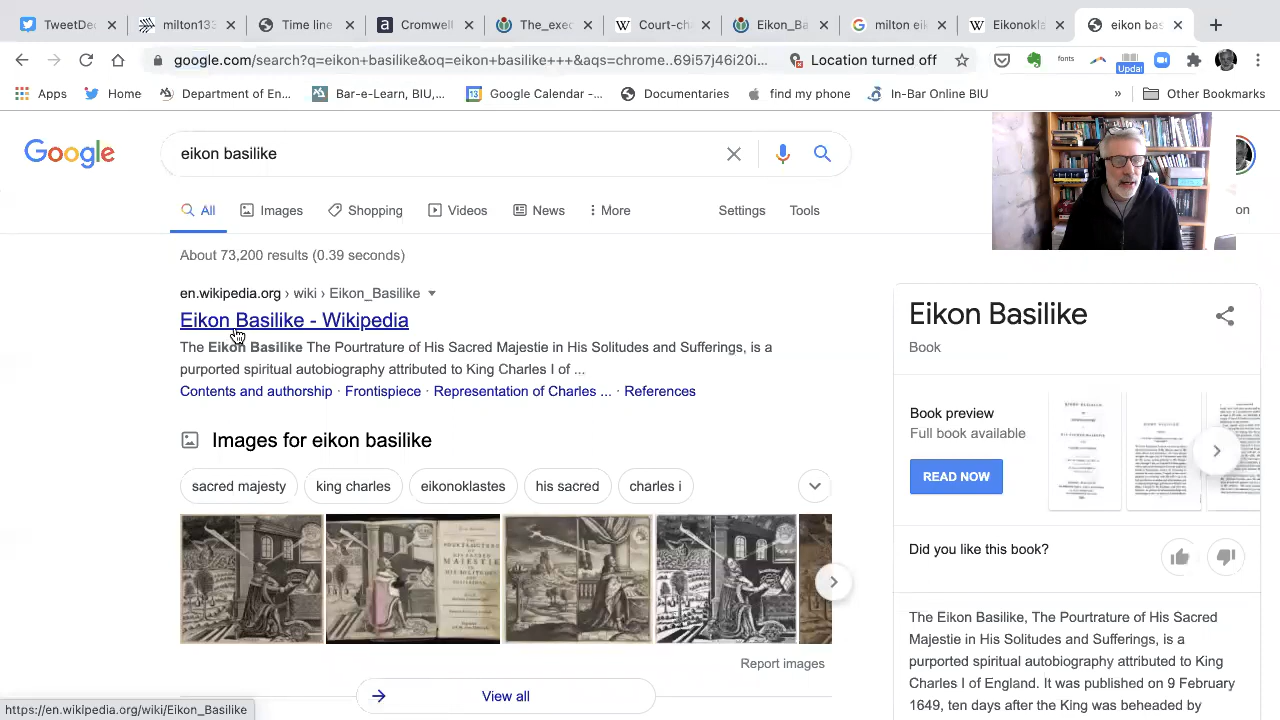 TweetDec
milton133
Time line
Cromwell
The_exec
Court-cha
Eikon_Ba
milton eik
Eikonokla
eikon bas
google.com/search?q=eikon+basilike&oq=eikon+basilike+++&aqs=chrome..69i57j46i20i...
Location turned off
fonts
Updat
Apps
Home
Department of En...
Bar-e-Learn, BIU,...
Google Calendar -...
Documentaries
find my phone
In-Bar Online BIU
»
Other Bookmarks
Google
eikon basilike
All
Images
Shopping
Videos
News
More
Settings
Tools
on
About 73,200 results (0.39 seconds)
en.wikipedia.org › wiki › Eikon_Basilike
Eikon Basilike - Wikipedia
The Eikon Basilike The Pourtrature of His Sacred Majestie in His Solitudes and Sufferings, is a
purported spiritual autobiography attributed to King Charles I of ...
Contents and authorship · Frontispiece · Representation of Charles ... · References
Images for eikon basilike
sacred majesty
king charles
eikonoklastes
his sacred
charles i
Report images
View all
https://en.wikipedia.org/wiki/Eikon_Basilike
Eikon Basilike
Book
Book preview
Full book available
READ NOW
Did you like this book?
The Eikon Basilike, The Pourtrature of His Sacred
Majestie in His Solitudes and Sufferings, is a
purported spiritual autobiography attributed to King
Charles I of England. It was published on 9 February
1649, ten days after the King was beheaded by